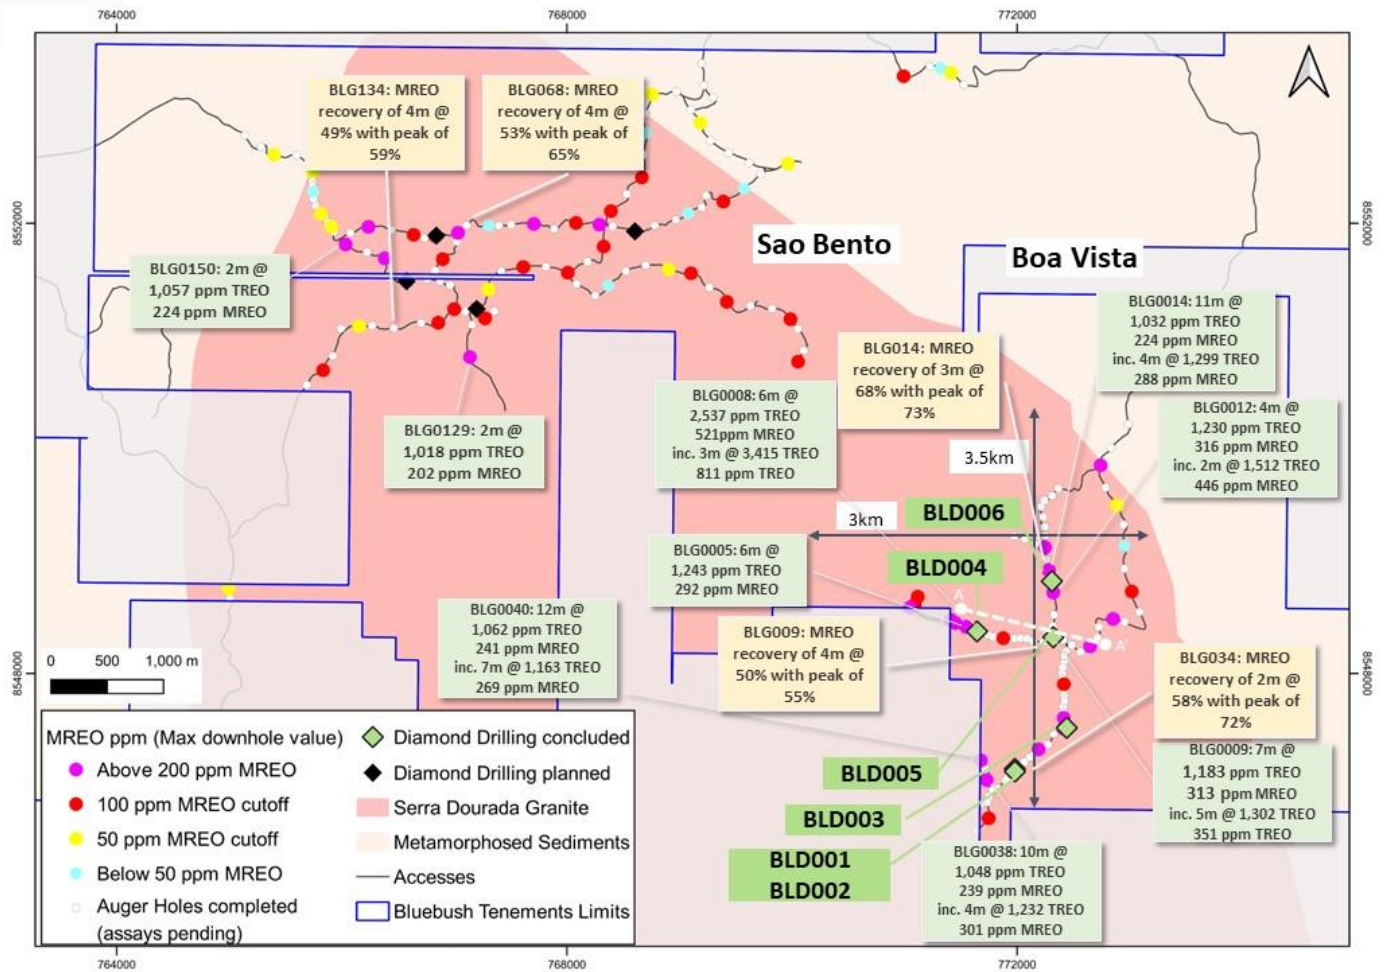 764000
768000
772000
BLG134: MREO
recovery of 4m @
49% with peak of
59%
BLG068: MREO
recovery of 4m @
53% with peak of
65%
8552000
8552000
Sao Bento
Boa Vista
BLG0150: 2m @
1,057 ppm TREO
224 ppm MREO
BLG0014: 11m @
1,032 ppm TREO
224 ppm MREO
inc. 4m @ 1,299 TREO
288 ppm MREO
BLG014: MREO
recovery of 3m @
68% with peak of
73%
BLG0008: 6m @
2,537 ppm TREO
521ppm MREO
inc. 3m @ 3,415 TREO
811 ppm TREO
BLG0012: 4m @
1,230 ppm TREO
316 ppm MREO
inc. 2m @ 1,512 TREO
446 ppm MREO
BLG0129: 2m @
1,018 ppm TREO
202 ppm MREO
3.5km
3km
BLD006
BLG0005: 6m @
1,243 ppm TREO
292 ppm MREO
BLD004
A
A'
BLG0040: 12m @
1,062 ppm TREO
241 ppm MREO
inc. 7m @ 1,163 TREO
269 ppm MREO
BLG009: MREO
recovery of 4m @
50% with peak of
55%
BLG034: MREO
recovery of 2m @
58% with peak of
72%
8548000
8548000
0 500 1,000 m
MREO ppm (Max downhole value)
Above 200 ppm MREO
100 ppm MREO cutoff
50 ppm MREO cutoff
Below 50 ppm MREO
Auger Holes completed
(assays pending)
Diamond Drilling concluded
Diamond Drilling planned
Serra Dourada Granite
Metamorphosed Sediments
Accesses
Bluebush Tenements Limits
BLD005
BLD003
BLD001
BLD002
BLG0009: 7m @
1,183 ppm TREO
313 ppm MREO
inc. 5m @ 1,302 TREO
351 ppm TREO
BLG0038: 10m @
1,048 ppm TREO
239 ppm MREO
inc. 4m @ 1,232 TREO
301 ppm MREO
764000
768000
772000